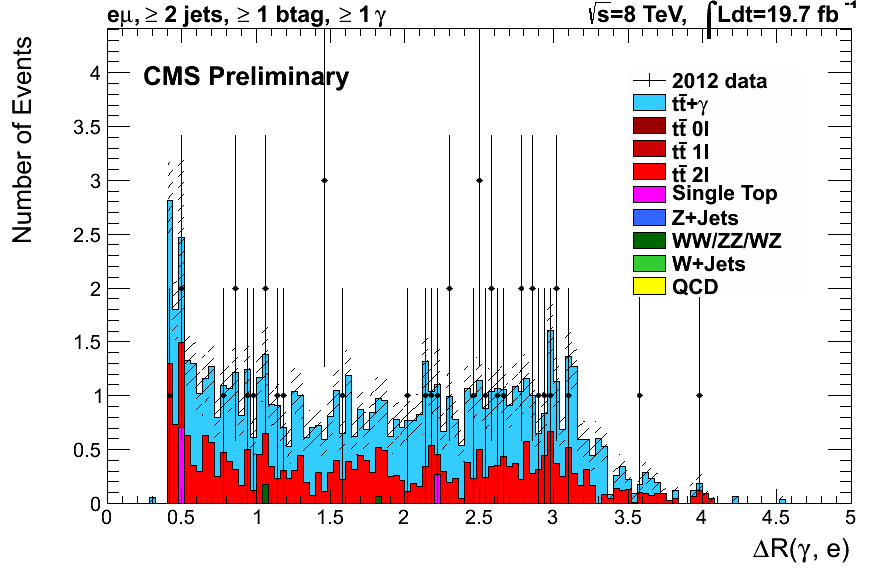 eμ, ≥ 2 jets, ≥ 1 btag, ≥ 1 γ
√s=8 TeV, ∫Ldt=19.7 fb⁻¹
CMS Preliminary
2012 data
tt̄+γ
tt̄ 0l
tt̄ 1l
tt̄ 2l
Single Top
Z+Jets
WW/ZZ/WZ
W+Jets
QCD
Number of Events
4
3.5
3
2.5
2
1.5
1
0.5
0
0 0.5 1 1.5 2 2.5 3 3.5 4 4.5 5
ΔR(γ, e)